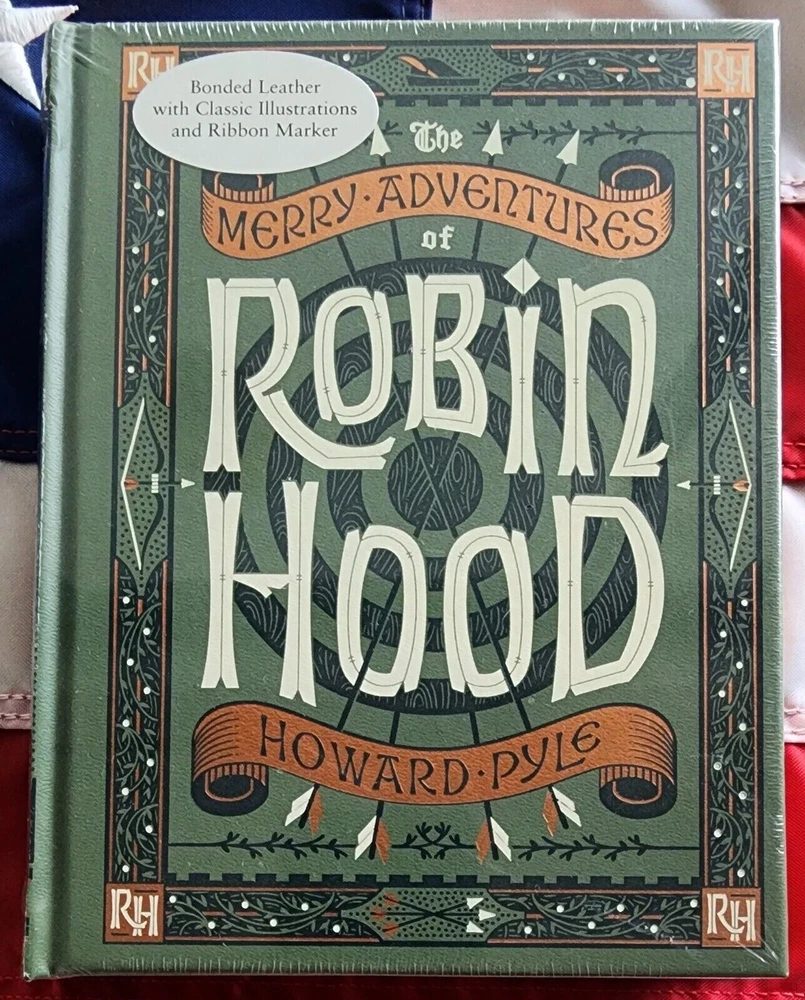 RH
RH
Bonded Leather
with Classic Illustrations
and Ribbon Marker
The
MERRY · ADVENTURES
of
ROBiN
HOOD
HOWARD · PYLE
RH
RH